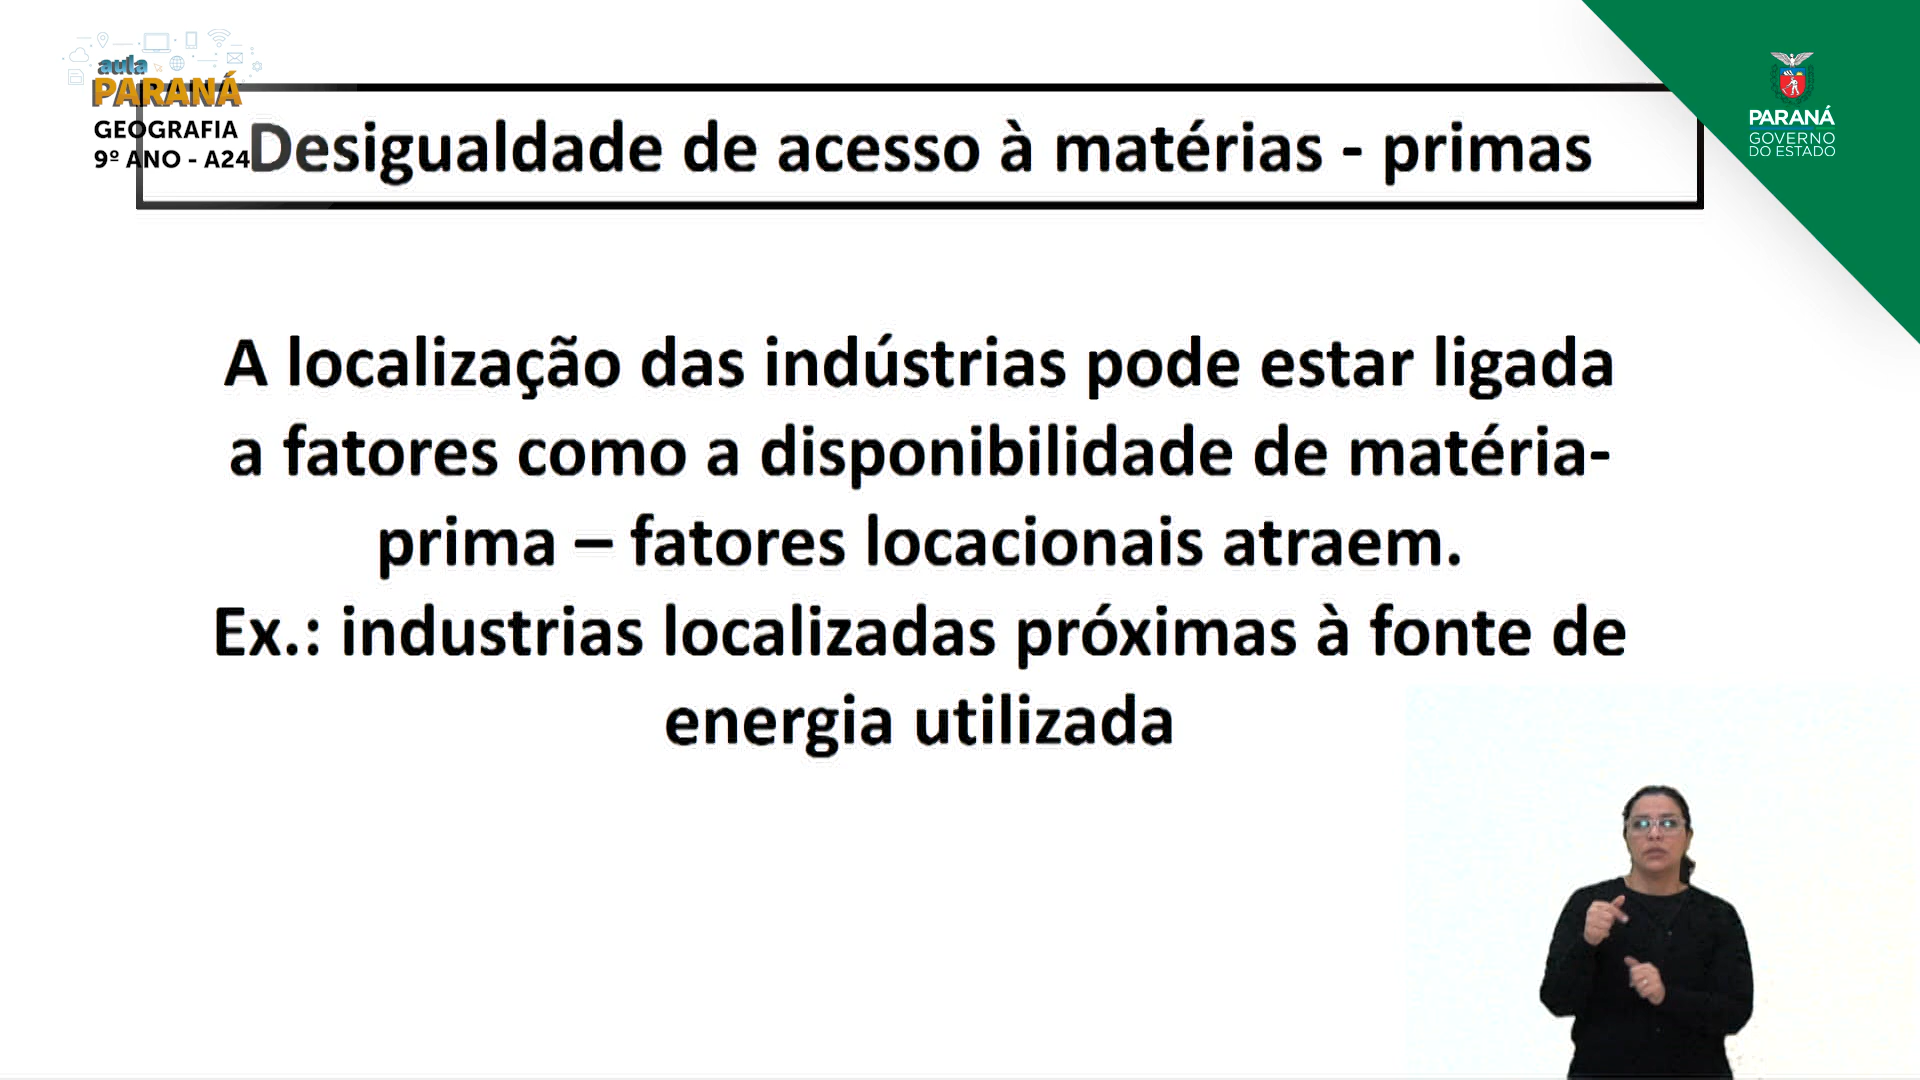 aula
PARANÁ
GEOGRAFIA
9º ANO - A24
Desigualdade de acesso à matérias - primas
PARANÁ
GOVERNO
DO ESTADO
A localização das indústrias pode estar ligada
a fatores como a disponibilidade de matéria-
prima – fatores locacionais atraem.
Ex.: industrias localizadas próximas à fonte de
energia utilizada